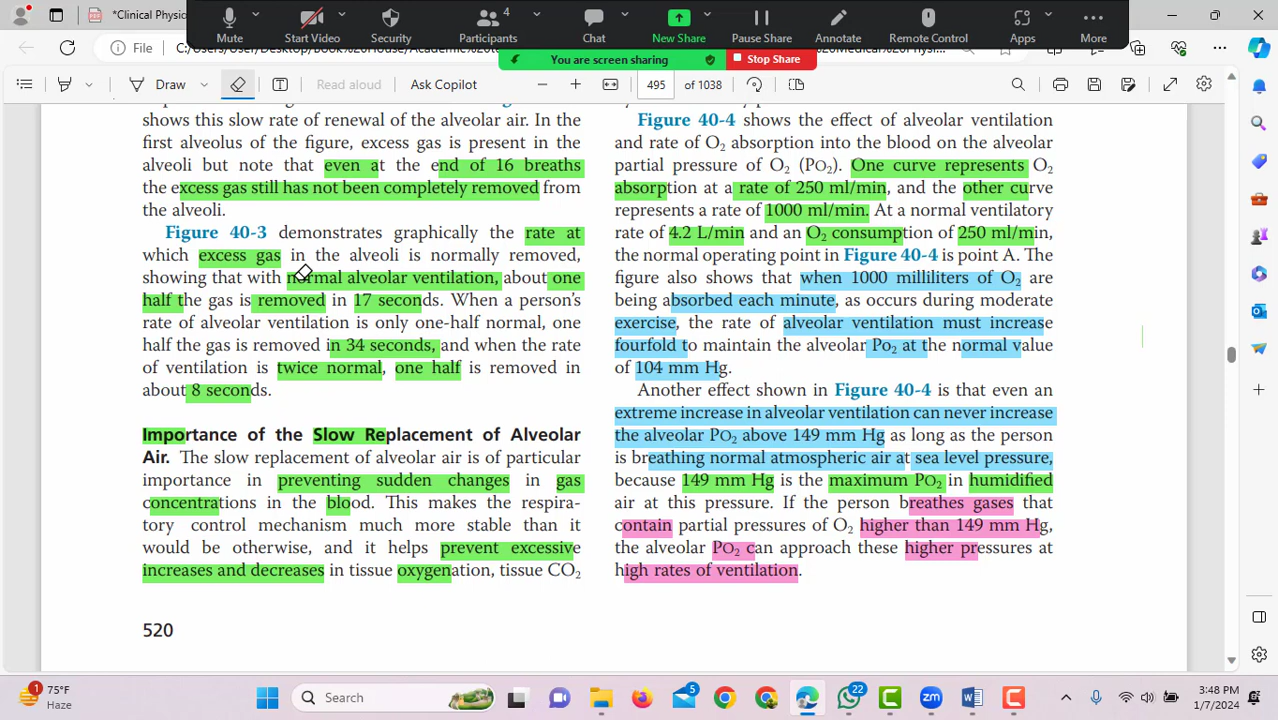 4
Mute
Start Video
Security
Participants
Chat
New Share
Pause Share
Annotate
Remote Control
Apps
More
You are screen sharing
Stop Share
*Clinical Physio
File
Draw
Read aloud
Ask Copilot
495 of 1038
shows this slow rate of renewal of the alveolar air. In the
first alveolus of the figure, excess gas is present in the
alveoli but note that even at the end of 16 breaths
the excess gas still has not been completely removed from
the alveoli.
Figure 40-3 demonstrates graphically the rate at
which excess gas in the alveoli is normally removed,
showing that with normal alveolar ventilation, about one
half the gas is removed in 17 seconds. When a person's
rate of alveolar ventilation is only one-half normal, one
half the gas is removed in 34 seconds, and when the rate
of ventilation is twice normal, one half is removed in
about 8 seconds.
Importance of the Slow Replacement of Alveolar
Air. The slow replacement of alveolar air is of particular
importance in preventing sudden changes in gas
concentrations in the blood. This makes the respira-
tory control mechanism much more stable than it
would be otherwise, and it helps prevent excessive
increases and decreases in tissue oxygenation, tissue CO2
520
Figure 40-4 shows the effect of alveolar ventilation
and rate of O2 absorption into the blood on the alveolar
partial pressure of O2 (PO2). One curve represents O2
absorption at a rate of 250 ml/min, and the other curve
represents a rate of 1000 ml/min. At a normal ventilatory
rate of 4.2 L/min and an O2 consumption of 250 ml/min,
the normal operating point in Figure 40-4 is point A. The
figure also shows that when 1000 milliliters of O2 are
being absorbed each minute, as occurs during moderate
exercise, the rate of alveolar ventilation must increase
fourfold to maintain the alveolar Po2 at the normal value
of 104 mm Hg.
Another effect shown in Figure 40-4 is that even an
extreme increase in alveolar ventilation can never increase
the alveolar PO2 above 149 mm Hg as long as the person
is breathing normal atmospheric air at sea level pressure,
because 149 mm Hg is the maximum PO2 in humidified
air at this pressure. If the person breathes gases that
contain partial pressures of O2 higher than 149 mm Hg,
the alveolar PO2 can approach these higher pressures at
high rates of ventilation.
1
75°F
Haze
Search
5
22
3:48 PM
1/7/2024